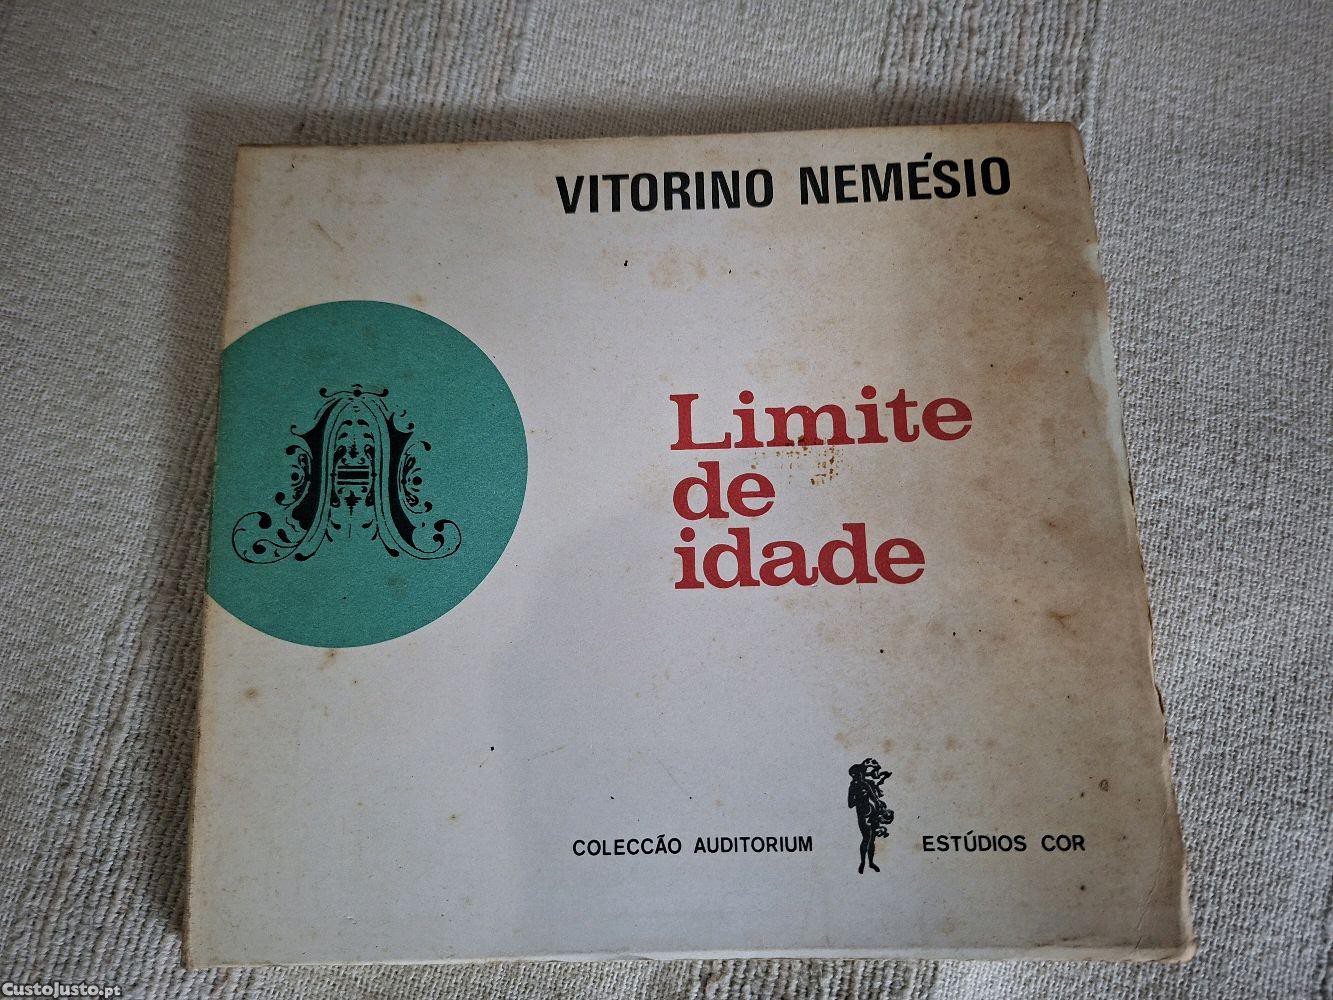 VITORINO NEMÉSIO
A
Limite
de
idade
COLECCÃO AUDITORIUM
ESTÚDIOS COR
CustoJusto.pt